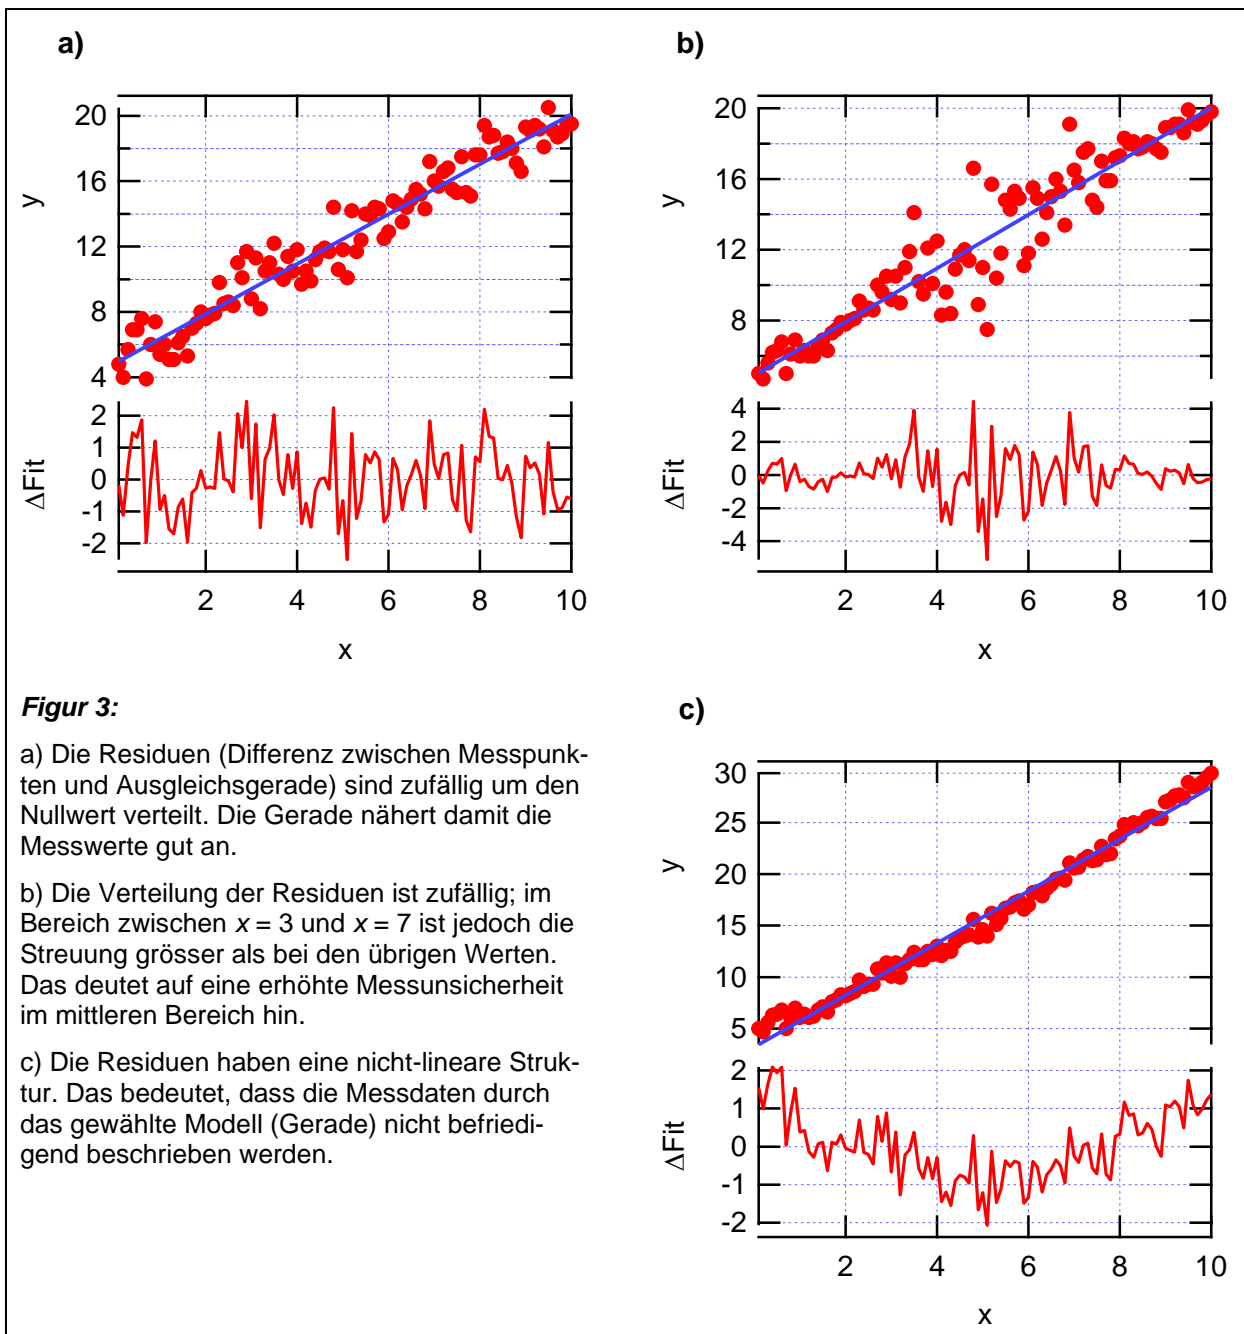 a)
20
16
12
8
4
y
2
1
0
-1
-2
ΔFit
2
4
6
8
10
x
b)
20
16
12
8
y
4
2
0
-2
-4
ΔFit
2
4
6
8
10
x
Figur 3:
a) Die Residuen (Differenz zwischen Messpunk-
ten und Ausgleichsgerade) sind zufällig um den
Nullwert verteilt. Die Gerade nähert damit die
Messwerte gut an.
b) Die Verteilung der Residuen ist zufällig; im
Bereich zwischen x = 3 und x = 7 ist jedoch die
Streuung grösser als bei den übrigen Werten.
Das deutet auf eine erhöhte Messunsicherheit
im mittleren Bereich hin.
c) Die Residuen haben eine nicht-lineare Struk-
tur. Das bedeutet, dass die Messdaten durch
das gewählte Modell (Gerade) nicht befriedi-
gend beschrieben werden.
c)
30
25
20
15
10
5
y
2
1
0
-1
-2
ΔFit
2
4
6
8
10
x